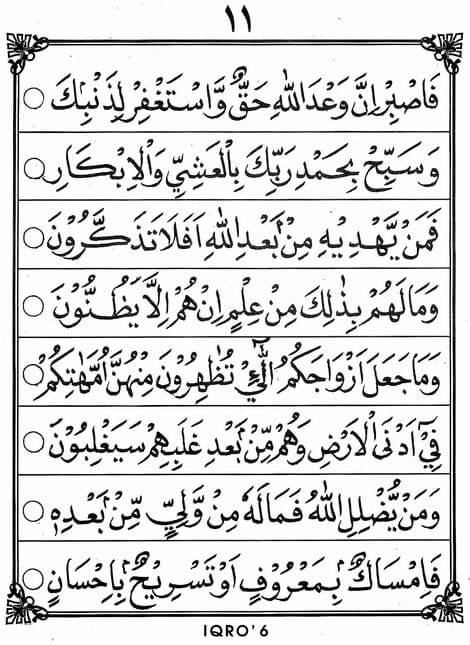 ١١
فَاصْبِرْ اِنَّ وَعْدَ اللّٰهِ حَقٌّ وَّاسْتَغْفِرْ لِذَنْۢبِكَ
وَسَبِّحْ بِحَمْدِ رَبِّكَ بِالْعَشِيِّ وَالْاِبْكَارِ
فَمَنْ يَّهْدِيْهِ مِنْۢ بَعْدِ اللّٰهِ اَفَلَا تَذَكَّرُوْنَ
وَمَا لَهُمْ بِذٰلِكَ مِنْ عِلْمٍ اِنْ هُمْ اِلَّا يَظُنُّوْنَ
وَمَا جَعَلَ اَزْوَاجَكُمُ الّٰٓـِٔيْ تُظٰهِرُوْنَ مِنْهُنَّ اُمَّهٰتِكُمْ
فِيْٓ اَدْنَى الْاَرْضِ وَهُمْ مِّنْۢ بَعْدِ غَلَبِهِمْ سَيَغْلِبُوْنَ
وَمَنْ يُّضْلِلِ اللّٰهُ فَمَا لَهٗ مِنْ وَّلِيٍّ مِّنْۢ بَعْدِهٖ
فَاِمْسَاكٌۢ بِمَعْرُوْفٍ اَوْ تَسْرِيْحٌۢ بِاِحْسَانٍ
IQRO'6